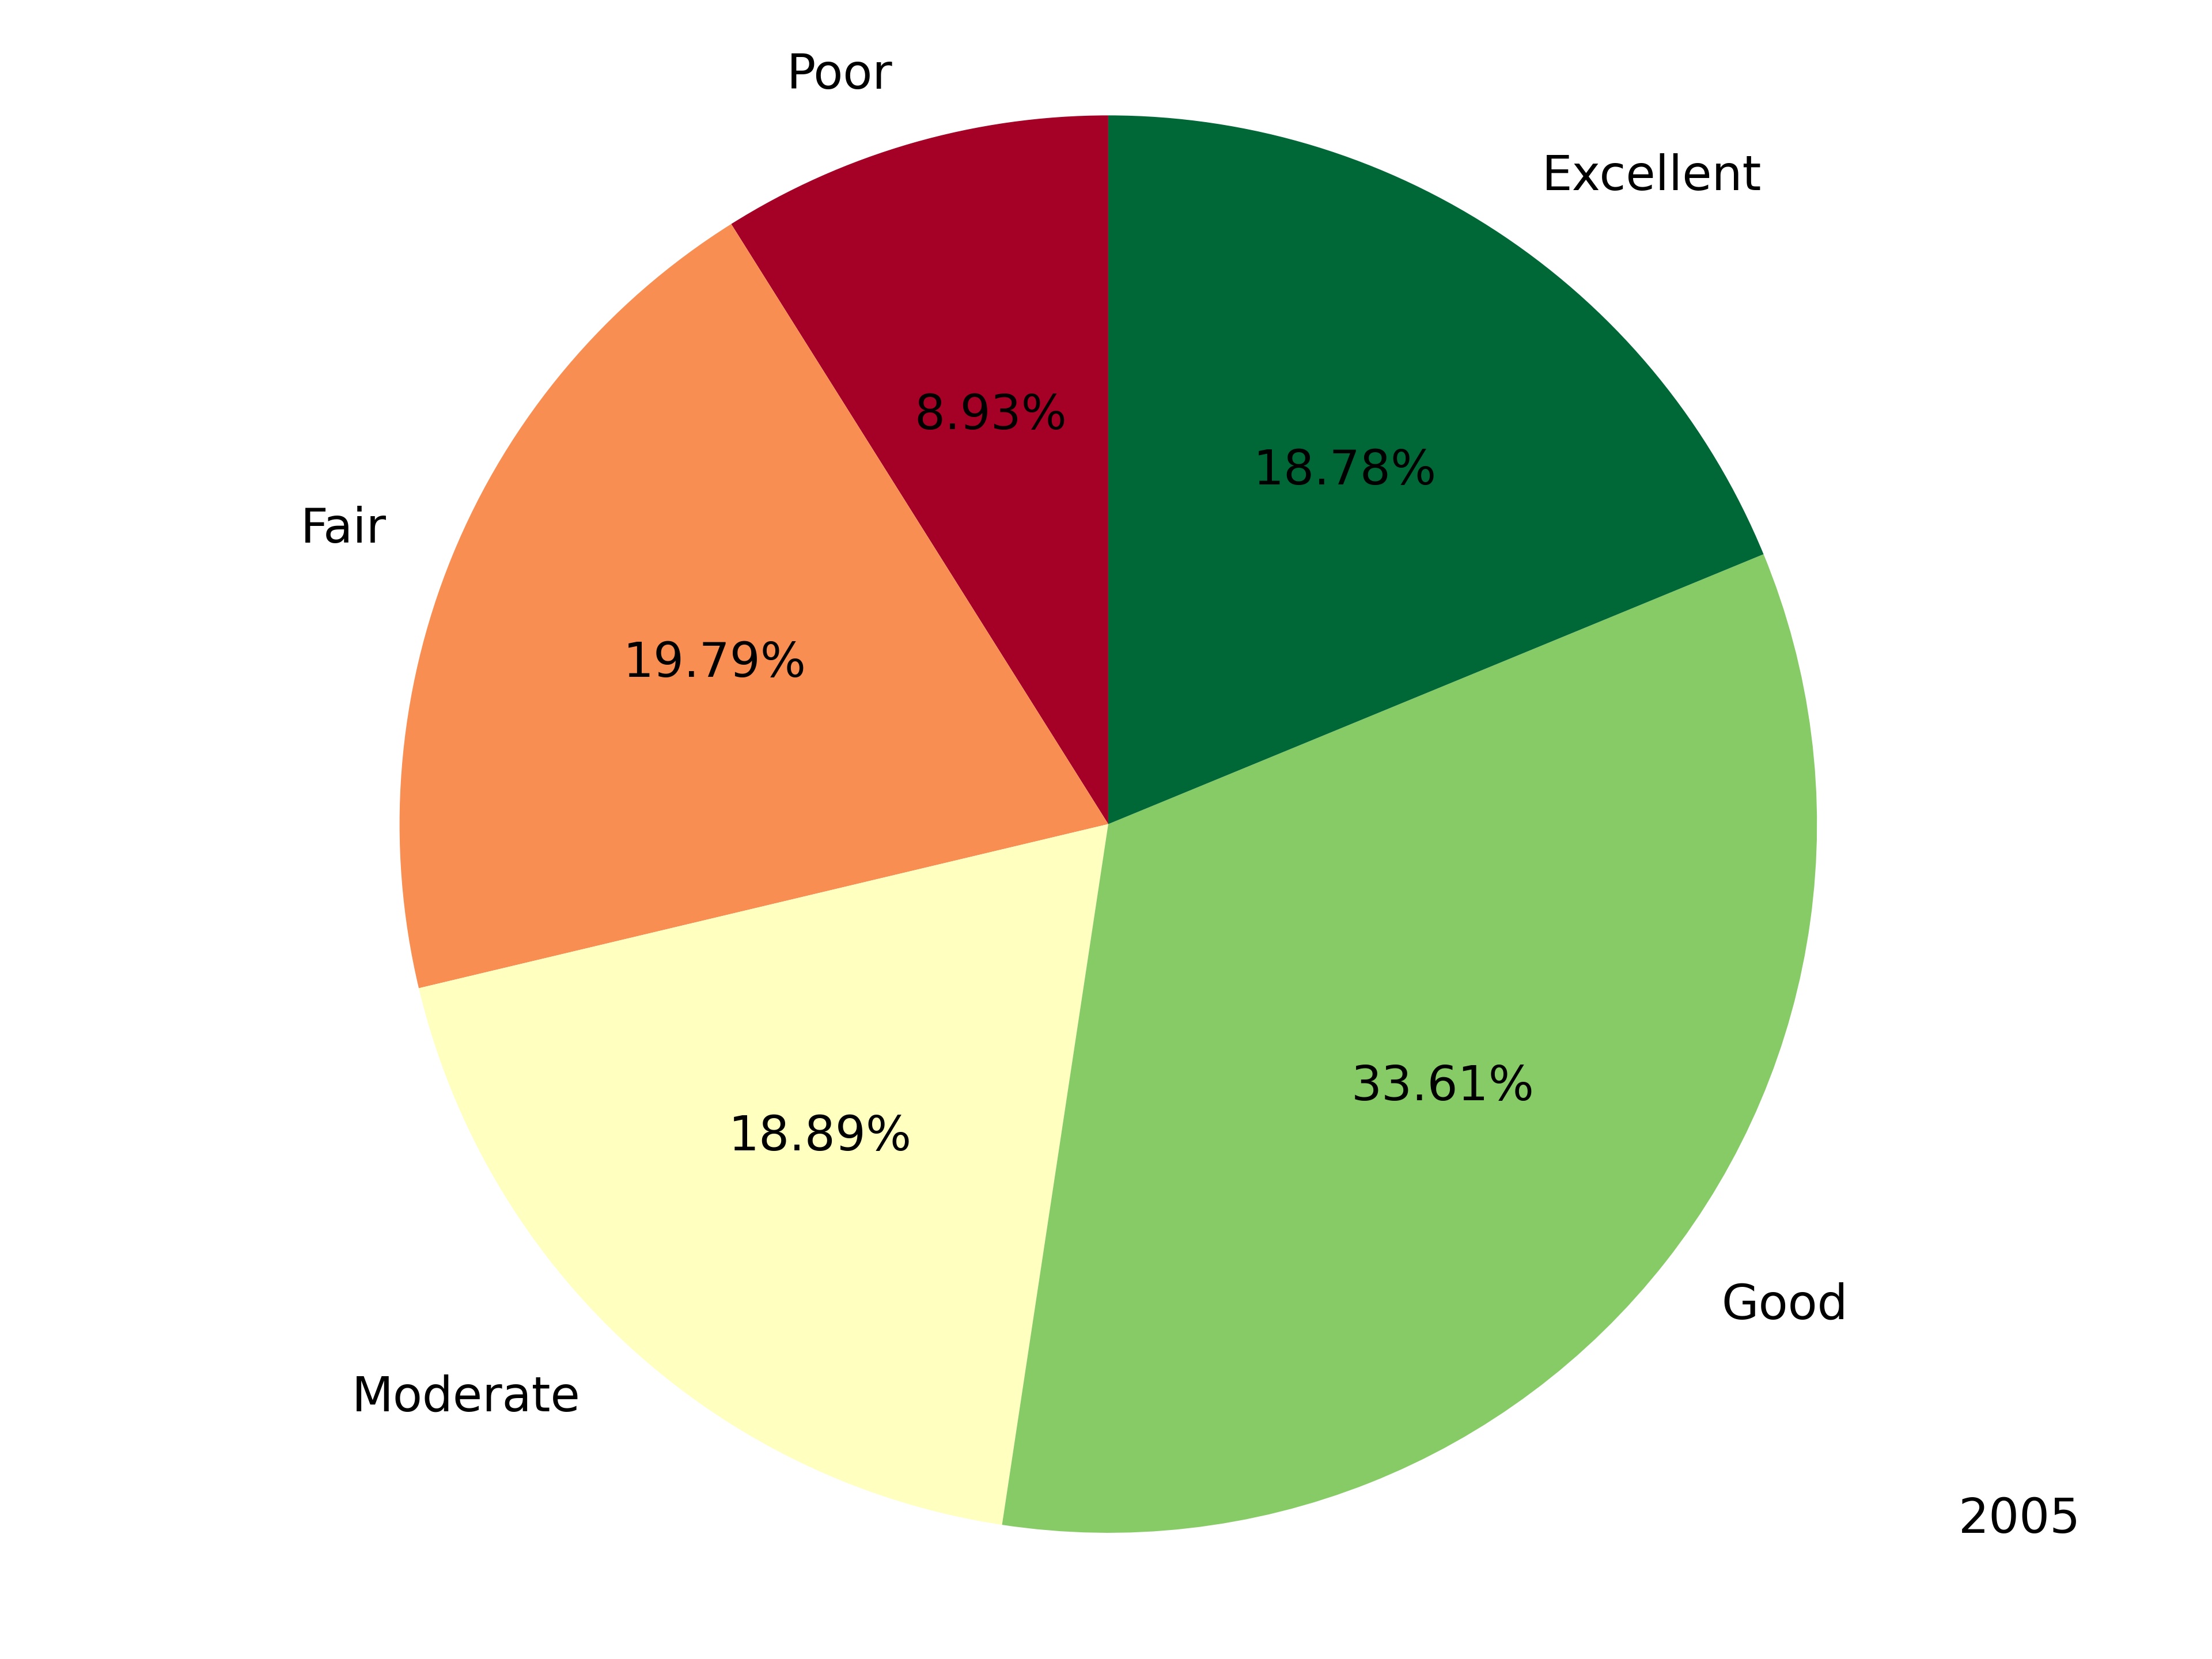 Poor
Excellent
8.93%
18.78%
Fair
19.79%
33.61%
18.89%
Good
Moderate
2005